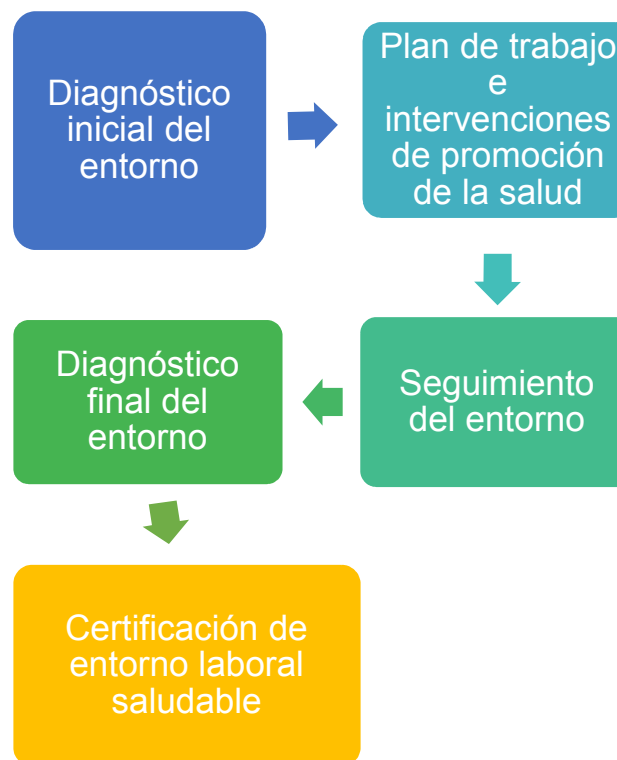 Diagnóstico
inicial del
entorno
Plan de trabajo
e
intervenciones
de promoción
de la salud
Seguimiento
del entorno
Diagnóstico
final del
entorno
Certificación de
entorno laboral
saludable